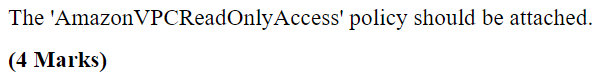 The 'AmazonVPCReadOnlyAccess' policy should be attached.
(4 Marks)